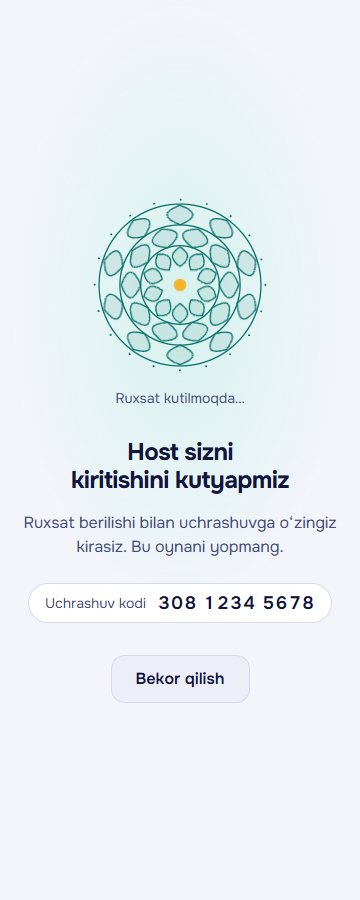 Ruxsat kutilmoqda...
Host sizni
kiritishini kutyapmiz
Ruxsat berilishi bilan uchrashuvga o‘zingiz
kirasiz. Bu oynani yopmang.
Uchrashuv kodi 308 1234 5678
Bekor qilish